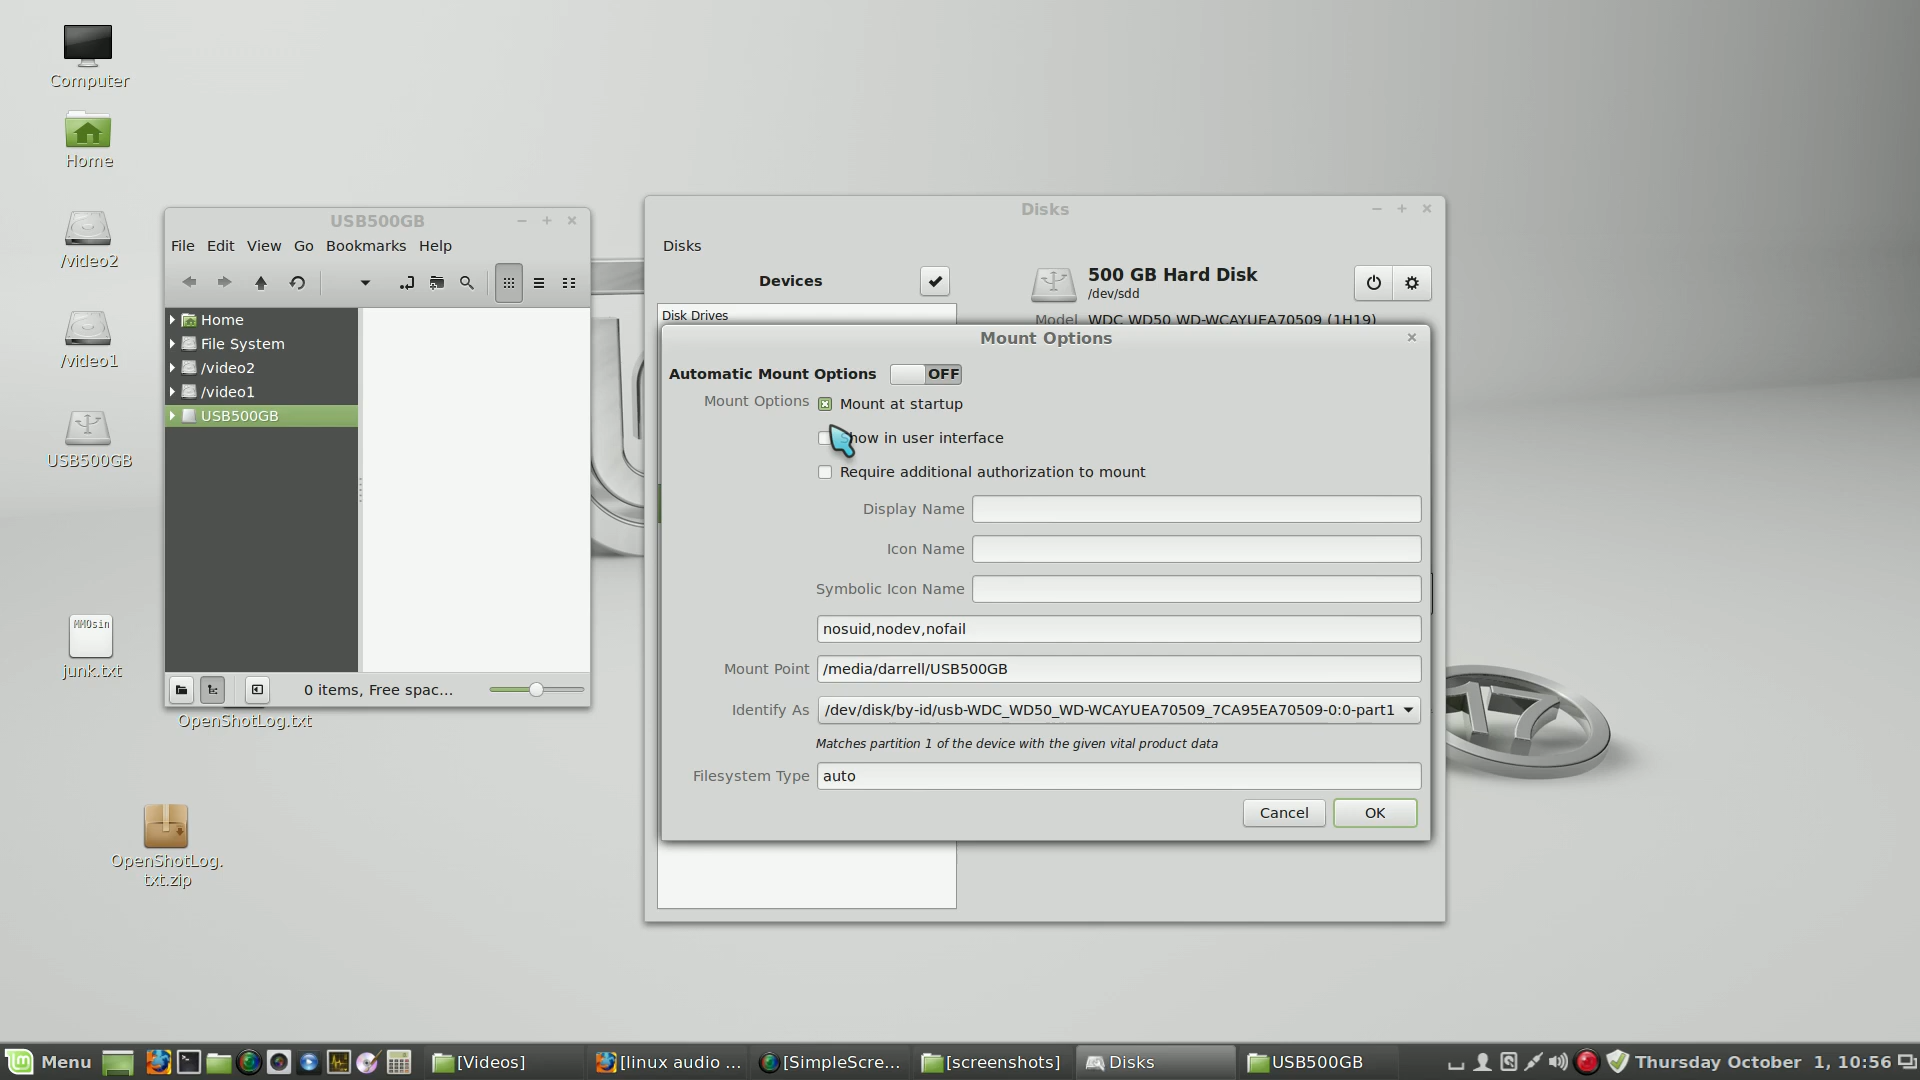 Computer
Home
/video2
/video1
USB500GB
junk.txt
MMOsin
OpenShotLog.txt
OpenShotLog.
txt.zip
USB500GB
File Edit View Go Bookmarks Help
Home
File System
/video2
/video1
USB500GB
0 items, Free spac...
Disks
Disks
Devices
500 GB Hard Disk
/dev/sdd
Disk Drives
Model WDC WD50 WD-WCAYUEA70509 (1H19)
Mount Options
Automatic Mount Options OFF
Mount Options Mount at startup
how in user interface
Require additional authorization to mount
Display Name
Icon Name
Symbolic Icon Name
nosuid,nodev,nofail
Mount Point /media/darrell/USB500GB
Identify As /dev/disk/by-id/usb-WDC_WD50_WD-WCAYUEA70509_7CA95EA70509-0:0-part1
Matches partition 1 of the device with the given vital product data
Filesystem Type auto
Cancel OK
17
Menu [Videos] [linux audio ... [SimpleScre... [screenshots] Disks USB500GB Thursday October 1, 10:56